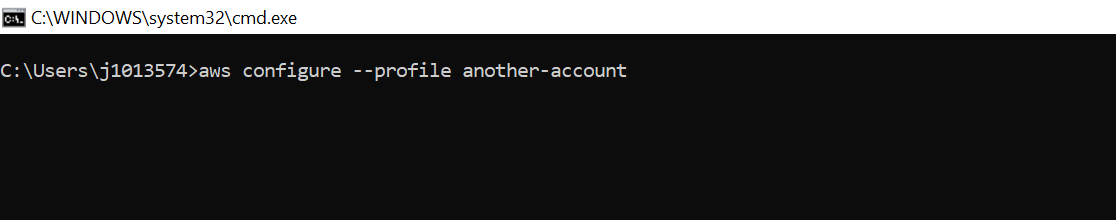 C:\WINDOWS\system32\cmd.exe
C:\Users\j1013574>aws configure --profile another-account